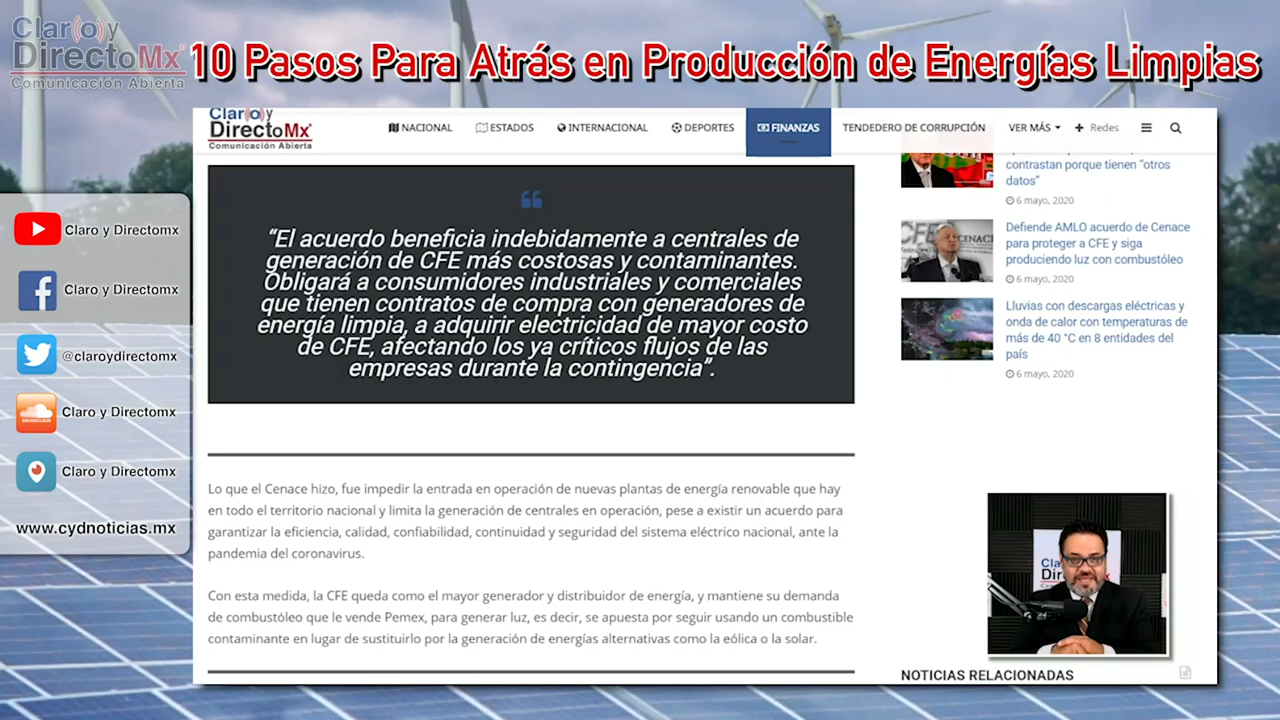 Claro y
DirectoMx
Comunicación Abierta
10 Pasos Para Atrás en Producción de Energías Limpias
Claro y
DirectoMx
Comunicación Abierta
NACIONAL
ESTADOS
INTERNACIONAL
DEPORTES
FINANZAS
TENDEDERO DE CORRUPCIÓN
VER MÁS
Redes
“El acuerdo beneficia indebidamente a centrales de
generación de CFE más costosas y contaminantes.
Obligará a consumidores industriales y comerciales
que tienen contratos de compra con generadores de
energía limpia, a adquirir electricidad de mayor costo
de CFE, afectando los ya críticos flujos de las
empresas durante la contingencia”.
Lo que el Cenace hizo, fue impedir la entrada en operación de nuevas plantas de energía renovable que hay
en todo el territorio nacional y limita la generación de centrales en operación, pese a existir un acuerdo para
garantizar la eficiencia, calidad, confiabilidad, continuidad y seguridad del sistema eléctrico nacional, ante la
pandemia del coronavirus.
Con esta medida, la CFE queda como el mayor generador y distribuidor de energía, y mantiene su demanda
de combustóleo que le vende Pemex, para generar luz, es decir, se apuesta por seguir usando un combustible
contaminante en lugar de sustituirlo por la generación de energías alternativas como la eólica o la solar.
contrastan porque tienen “otros
datos”
6 mayo, 2020
CFE
CENACE
Defiende AMLO acuerdo de Cenace
para proteger a CFE y siga
produciendo luz con combustóleo
6 mayo, 2020
Lluvias con descargas eléctricas y
onda de calor con temperaturas de
más de 40 °C en 8 entidades del
país
6 mayo, 2020
NOTICIAS RELACIONADAS
Claro y Directomx
Claro y Directomx
@claroydirectomx
SOUNDCLOUD
Claro y Directomx
Claro y Directomx
www.cydnoticias.mx